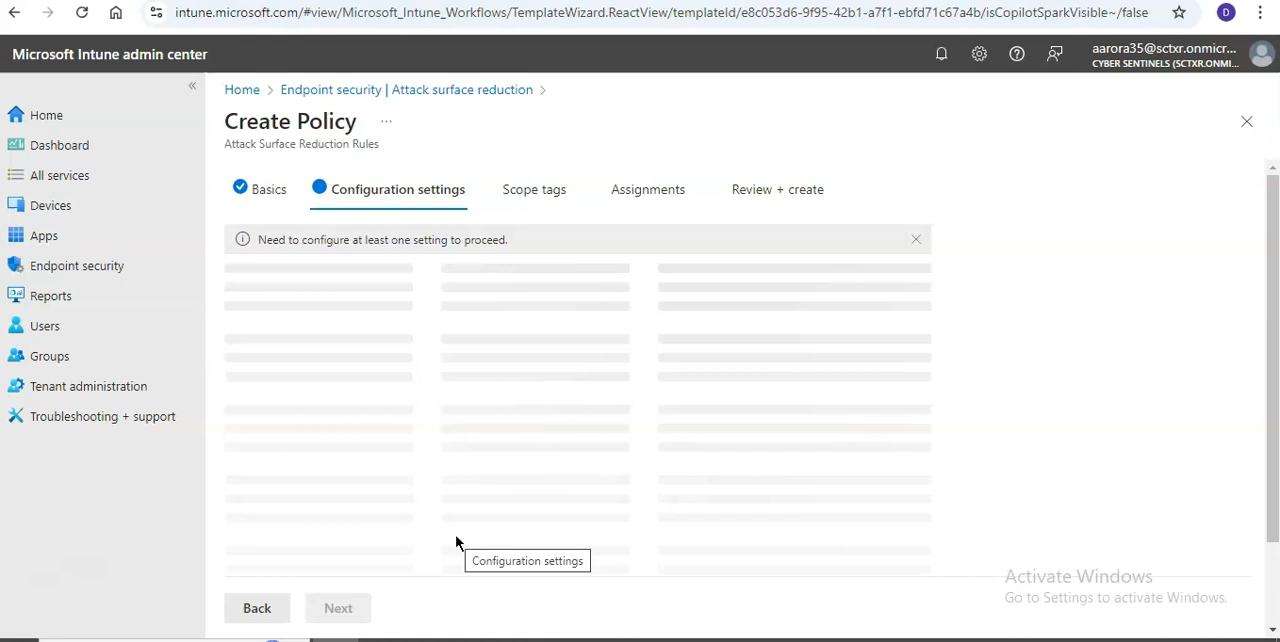 intune.microsoft.com/#view/Microsoft_Intune_Workflows/TemplateWizard.ReactView/templateId/e8c053d6-9f95-42b1-a7f1-ebfd71c67a4b/isCopilotSparkVisible~/false
D
Microsoft Intune admin center
aarora35@sctxr.onmicr...
CYBER SENTINELS (SCTXR.ONMI...
Home > Endpoint security | Attack surface reduction >
Create Policy ...
Attack Surface Reduction Rules
Home
Dashboard
All services
Devices
Apps
Endpoint security
Reports
Users
Groups
Tenant administration
Troubleshooting + support
Basics Configuration settings Scope tags Assignments Review + create
Need to configure at least one setting to proceed.
Configuration settings
Back Next
Activate Windows
Go to Settings to activate Windows.